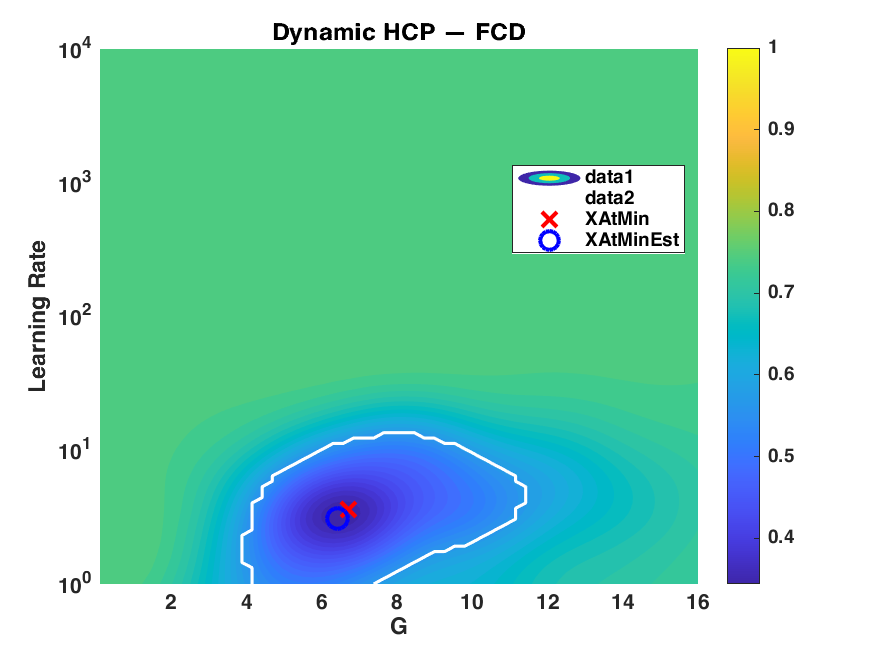 Dynamic HCP — FCD
Learning Rate
10^4
10^3
10^2
10^1
10^0
2 4 6 8 10 12 14 16
G
data1
data2
XAtMin
XAtMinEst
1
0.9
0.8
0.7
0.6
0.5
0.4